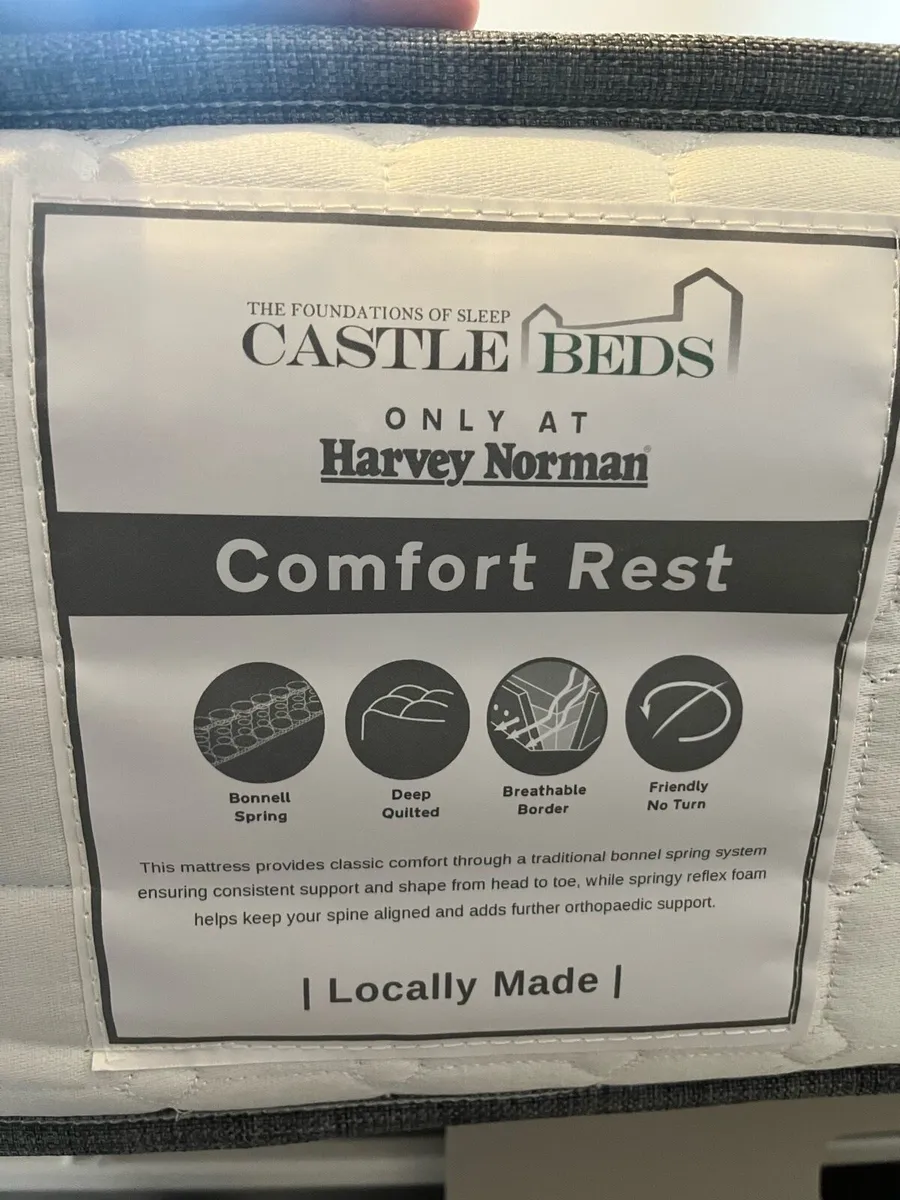 THE FOUNDATIONS OF SLEEP
CASTLE BEDS
ONLY AT
Harvey Norman®
Comfort Rest
Bonnell Spring
Deep Quilted
Breathable Border
Friendly No Turn
This mattress provides classic comfort through a traditional bonnel spring system
ensuring consistent support and shape from head to toe, while springy reflex foam
helps keep your spine aligned and adds further orthopaedic support.
| Locally Made |